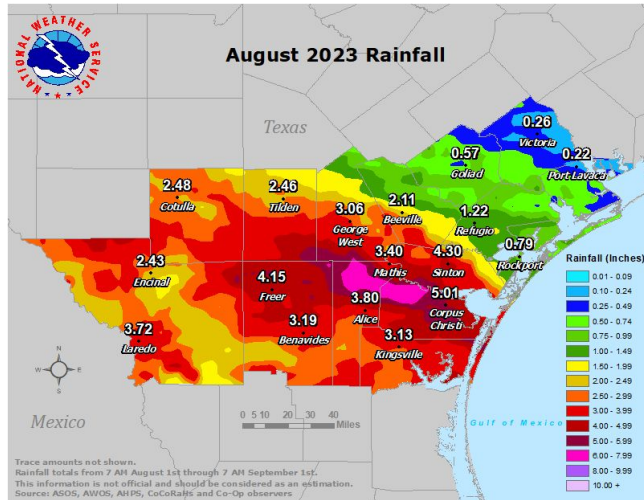 NATIONAL WEATHER SERVICE
August 2023 Rainfall
Texas
0.26
Victoria
0.57
Goliad
0.22
Port Lavaca
2.48
Cotulla
2.46
Tilden
3.06
George
West
2.11
Beeville
1.22
Refugio
0.79
Rockport
2.43
Encinal
4.15
Freer
3.40
Mathis
4.30
Sinton
3.80
Alice
5.01
Corpus
Christi
3.72
Laredo
3.19
Benavides
3.13
Kingsville
Rainfall (Inches)
0.01 - 0.09
0.10 - 0.24
0.25 - 0.49
0.50 - 0.74
0.75 - 0.99
1.00 - 1.49
1.50 - 1.99
2.00 - 2.49
2.50 - 2.99
3.00 - 3.99
4.00 - 4.99
5.00 - 5.99
6.00 - 7.99
8.00 - 9.99
10.00 +
N
W E
S
Mexico
0 5 10 20 30 40
Miles
Gulf of Mexico
Trace amounts not shown.
Rainfall totals from 7 AM August 1st through 7 AM September 1st.
This information is not official and should be considered as an estimation.
Source: ASOS, AWOS, AHPS, CoCoRaHs and Co-Op observers